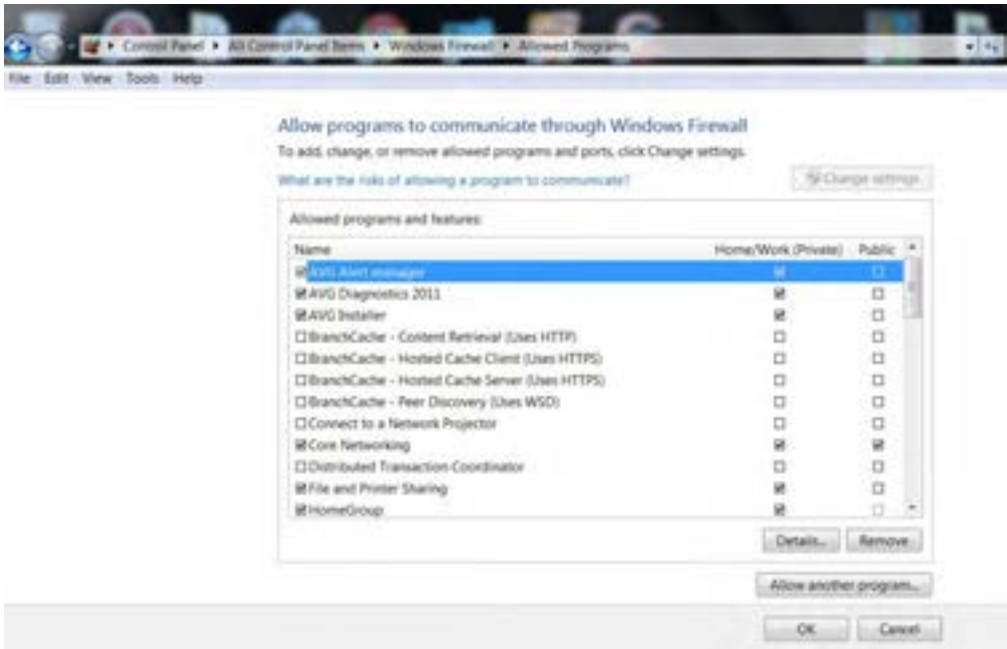 Control Panel ▸ All Control Panel Items ▸ Windows Firewall ▸ Allowed Programs
File Edit View Tools Help
Allow programs to communicate through Windows Firewall
To add, change, or remove allowed programs and ports, click Change settings.
What are the risks of allowing a program to communicate?
Change settings
Allowed programs and features:
Name Home/Work (Private) Public
AVG Alert manager
AVG Diagnostics 2011
AVG Installer
BranchCache - Content Retrieval (Uses HTTP)
BranchCache - Hosted Cache Client (Uses HTTPS)
BranchCache - Hosted Cache Server (Uses HTTPS)
BranchCache - Peer Discovery (Uses WSD)
Connect to a Network Projector
Core Networking
Distributed Transaction Coordinator
File and Printer Sharing
HomeGroup
Details... Remove
Allow another program...
OK Cancel